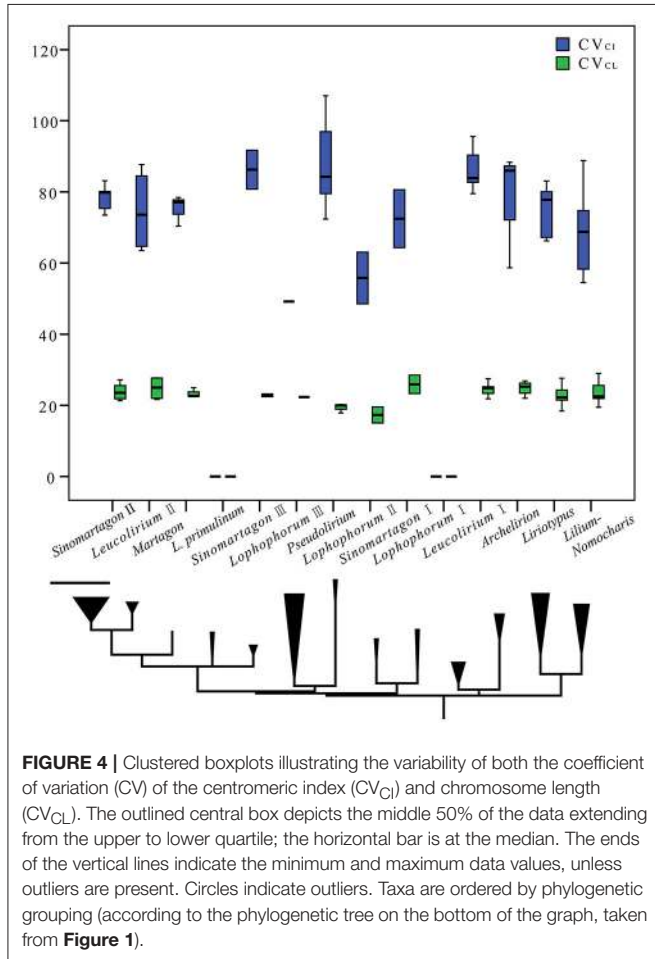 120
100
80
60
40
20
0
CVCI
CVCL
Sinomartagon II
Leucolirium II
Martagon
L. primulinum
Sinomartagon III
Lophophorum III
Pseudolirium
Lophophorum II
Sinomartagon I
Lophophorum I
Leucolirium I
Archelirion
Liriotypus
Lilium-
Nomocharis
FIGURE 4 | Clustered boxplots illustrating the variability of both the coefficient
of variation (CV) of the centromeric index (CVCI) and chromosome length
(CVCL). The outlined central box depicts the middle 50% of the data extending
from the upper to lower quartile; the horizontal bar is at the median. The ends
of the vertical lines indicate the minimum and maximum data values, unless
outliers are present. Circles indicate outliers. Taxa are ordered by phylogenetic
grouping (according to the phylogenetic tree on the bottom of the graph, taken
from Figure 1).